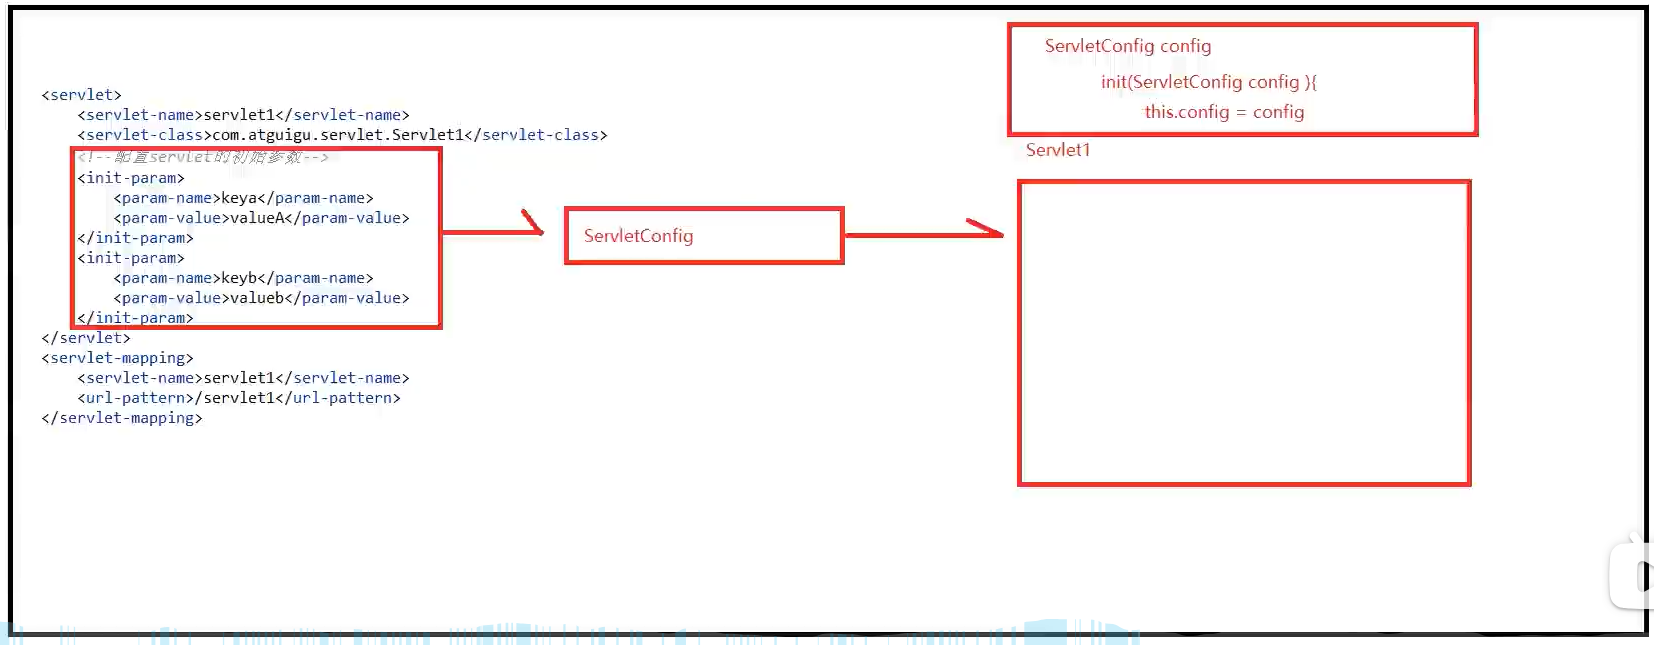 <servlet>
<servlet-name>servlet1</servlet-name>
<servlet-class>com.atguigu.servlet.Servlet1</servlet-class>
<!--配置servlet的初始参数-->
<init-param>
<param-name>keya</param-name>
<param-value>valueA</param-value>
</init-param>
<init-param>
<param-name>keyb</param-name>
<param-value>valueb</param-value>
</init-param>
</servlet>
<servlet-mapping>
<servlet-name>servlet1</servlet-name>
<url-pattern>/servlet1</url-pattern>
</servlet-mapping>
ServletConfig
ServletConfig config
init(ServletConfig config ){
this.config = config
Servlet1